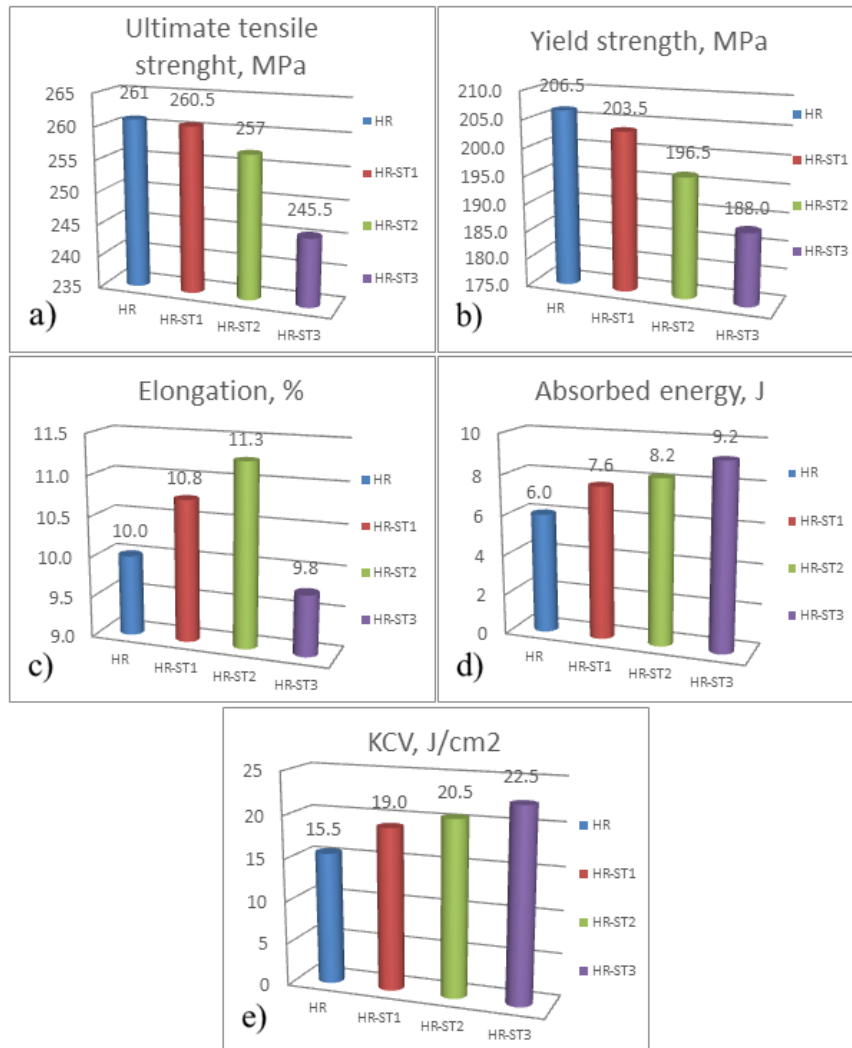 Ultimate tensile
strenght, MPa
265
260
255
250
245
240
235
261
260.5
257
245.5
HR
HR-ST1
HR-ST2
HR-ST3
HR
HR-ST1
HR-ST2
HR-ST3
a)
Yield strength, MPa
210.0
205.0
200.0
195.0
190.0
185.0
180.0
175.0
206.5
203.5
196.5
188.0
HR
HR-ST1
HR-ST2
HR-ST3
HR
HR-ST1
HR-ST2
HR-ST3
b)
Elongation, %
11.5
11.0
10.5
10.0
9.5
9.0
10.0
10.8
11.3
9.8
HR
HR-ST1
HR-ST2
HR-ST3
HR
HR-ST1
HR-ST2
HR-ST3
c)
Absorbed energy, J
10
8
6
4
2
0
6.0
7.6
8.2
9.2
HR
HR-ST1
HR-ST2
HR-ST3
HR
HR-ST1
HR-ST2
HR-ST3
d)
KCV, J/cm2
25
20
15
10
5
0
15.5
19.0
20.5
22.5
HR
HR-ST1
HR-ST2
HR-ST3
HR
HR-ST1
HR-ST2
HR-ST3
e)